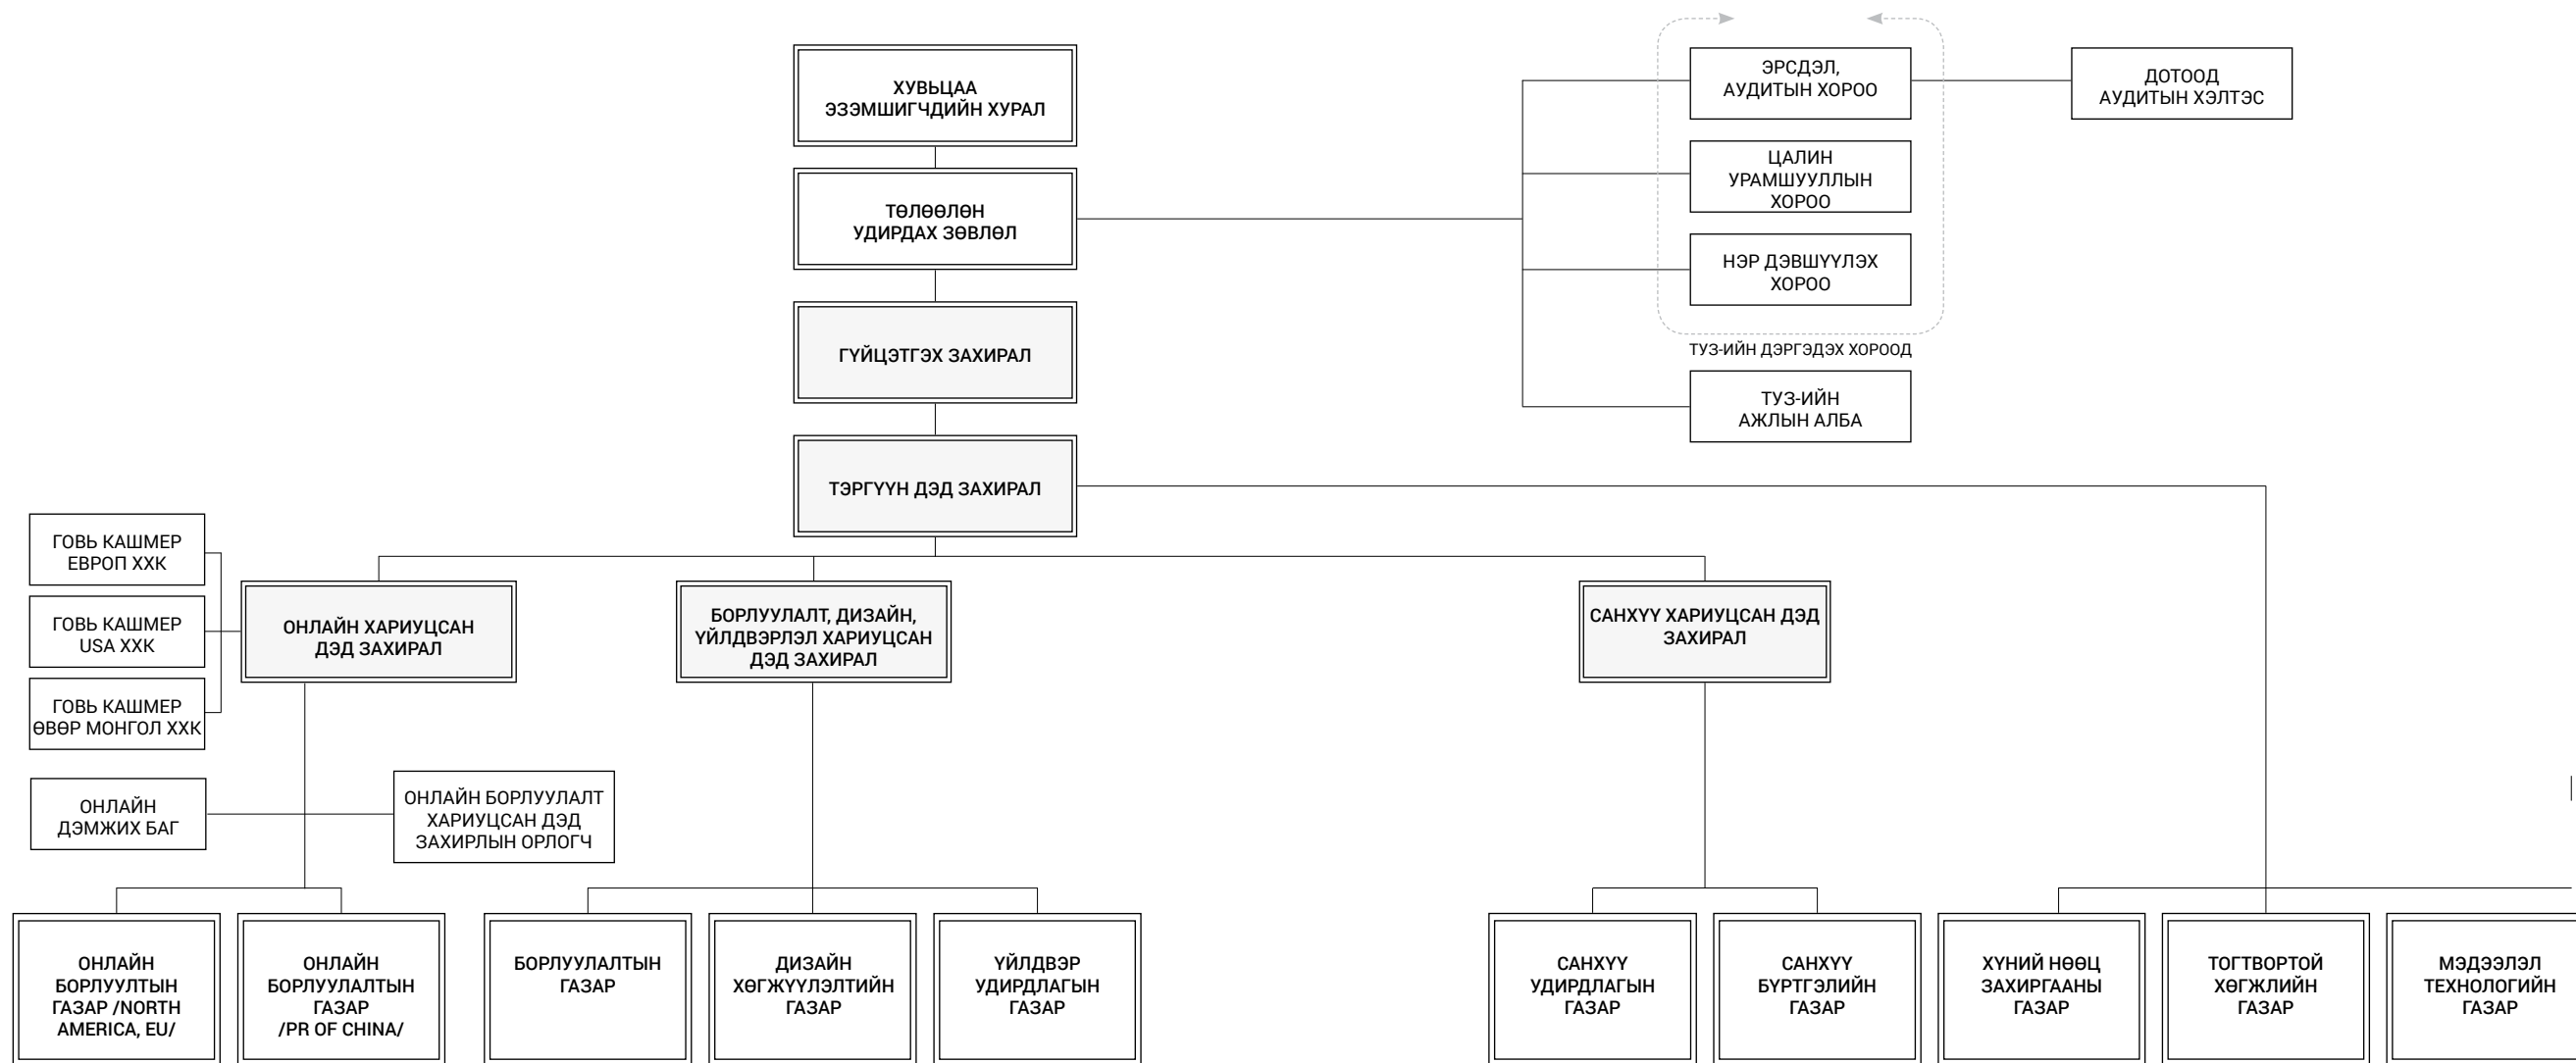 ХУВЬЦАА
ЭЗЭМШИГЧДИЙН ХУРАЛ
ТӨЛӨӨЛӨН
УДИРДАХ ЗӨВЛӨЛ
ГҮЙЦЭТГЭХ ЗАХИРАЛ
ТЭРГҮҮН ДЭД ЗАХИРАЛ
ЭРСДЭЛ,
АУДИТЫН ХОРОО
ДОТООД
АУДИТЫН ХЭЛТЭС
ЦАЛИН
УРАМШУУЛЛЫН
ХОРОО
НЭР ДЭВШҮҮЛЭХ
ХОРОО
ТУЗ-ИЙН ДЭРГЭДЭХ ХОРООД
ТУЗ-ИЙН
АЖЛЫН АЛБА
ГОВЬ КАШМЕР
ЕВРОП ХХК
ГОВЬ КАШМЕР
USA ХХК
ГОВЬ КАШМЕР
ӨВӨР МОНГОЛ ХХК
ОНЛАЙН ХАРИУЦСАН
ДЭД ЗАХИРАЛ
БОРЛУУЛАЛТ, ДИЗАЙН,
ҮЙЛДВЭРЛЭЛ ХАРИУЦСАН
ДЭД ЗАХИРАЛ
САНХҮҮ ХАРИУЦСАН ДЭД
ЗАХИРАЛ
ОНЛАЙН
ДЭМЖИХ БАГ
ОНЛАЙН БОРЛУУЛАЛТ
ХАРИУЦСАН ДЭД
ЗАХИРЛЫН ОРЛОГЧ
ОНЛАЙН
БОРЛУУЛТЫН
ГАЗАР /NORTH
AMERICA, EU/
ОНЛАЙН
БОРЛУУЛАЛТЫН
ГАЗАР
/PR OF CHINA/
БОРЛУУЛАЛТЫН
ГАЗАР
ДИЗАЙН
ХӨГЖҮҮЛЭЛТИЙН
ГАЗАР
ҮЙЛДВЭР
УДИРДЛАГЫН
ГАЗАР
САНХҮҮ
УДИРДЛАГЫН
ГАЗАР
САНХҮҮ
БҮРТГЭЛИЙН
ГАЗАР
ХҮНИЙ НӨӨЦ
ЗАХИРГААНЫ
ГАЗАР
ТОГТВОРТОЙ
ХӨГЖЛИЙН
ГАЗАР
МЭДЭЭЛЭЛ
ТЕХНОЛОГИЙН
ГАЗАР